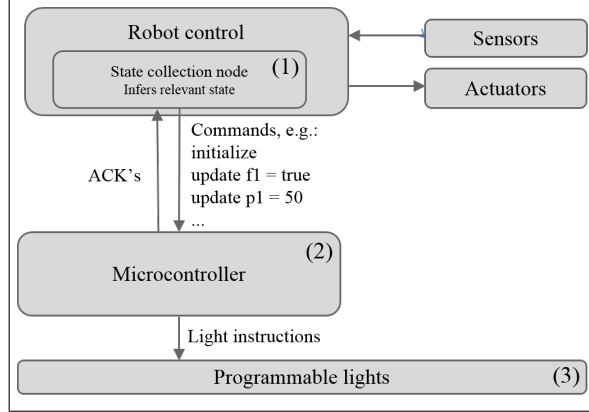 Robot control
Sensors
State collection node (1)
Infers relevant state
Actuators
Commands, e.g.:
initialize
ACK's
update f1 = true
update p1 = 50
...
(2)
Microcontroller
Light instructions
Programmable lights (3)